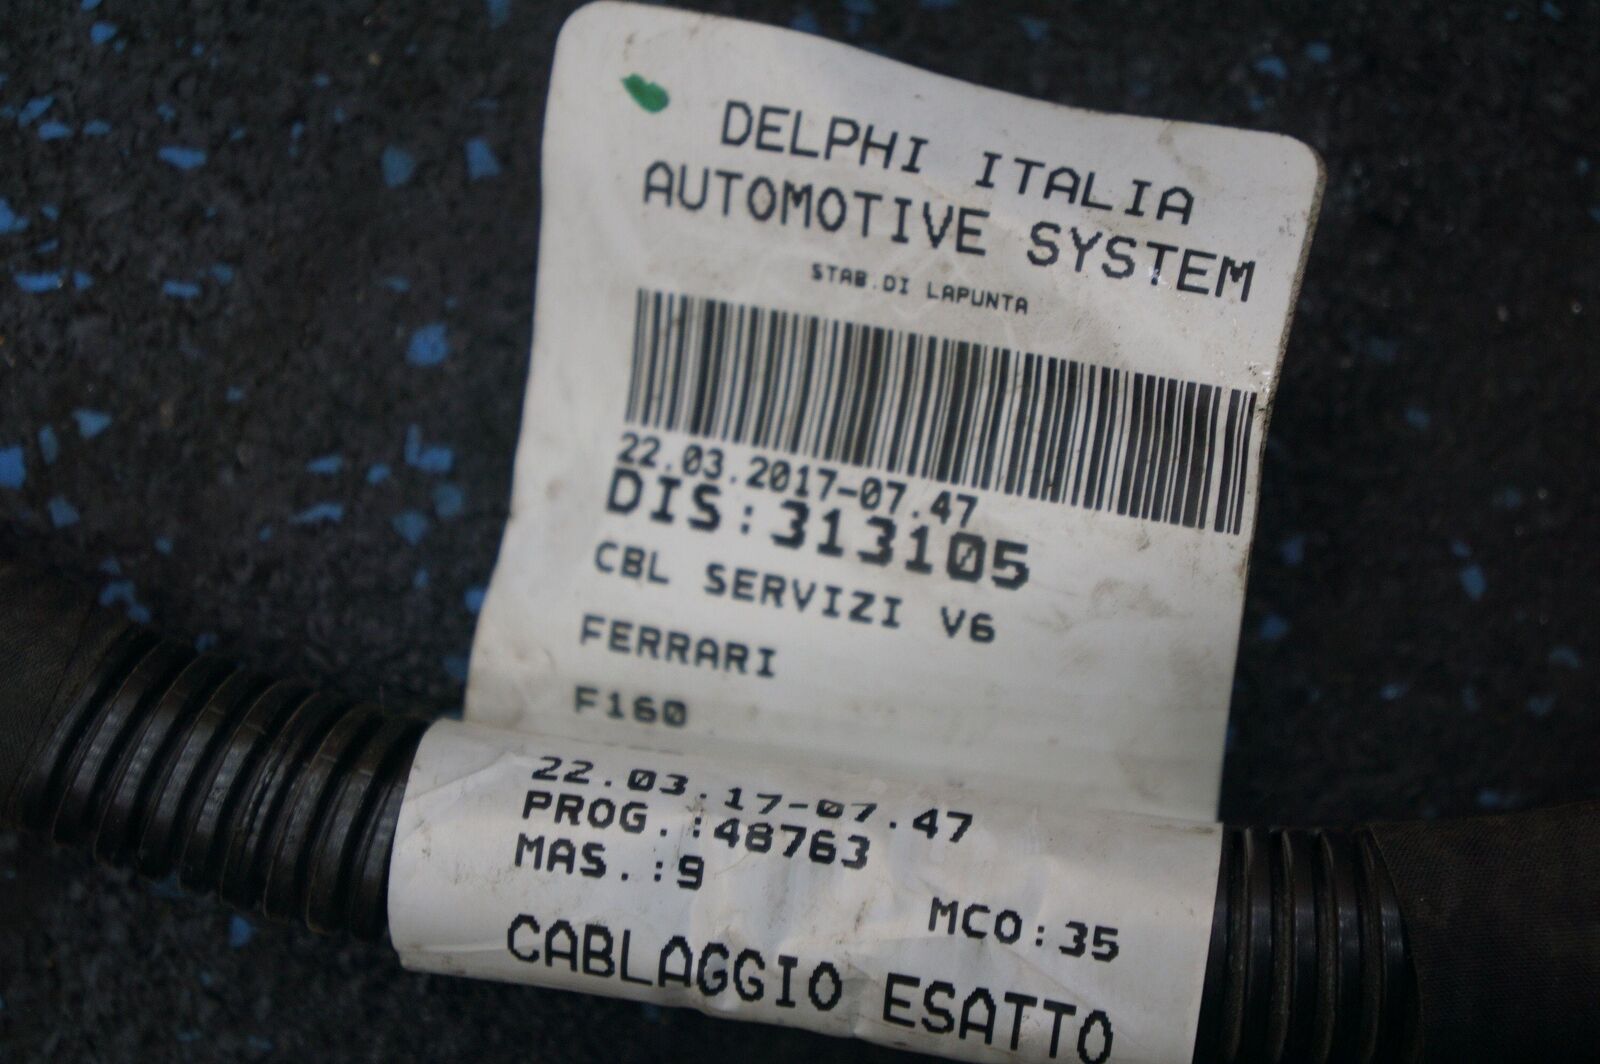 DELPHI ITALIA
AUTOMOTIVE SYSTEM
STAB.DI LAPUNTA
22.03.2017-07.47
DIS:313105
CBL SERVIZI V6
FERRARI
F160
22.03.17-07.47
PROG.:48763
MAS.:9
MCO:35
CABLAGGIO ESATTO